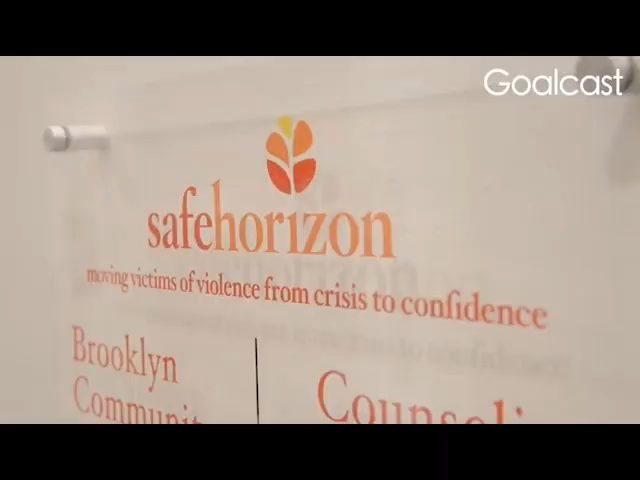 Goalcast
safehorizon
moving victims of violence from crisis to confidence
Brooklyn